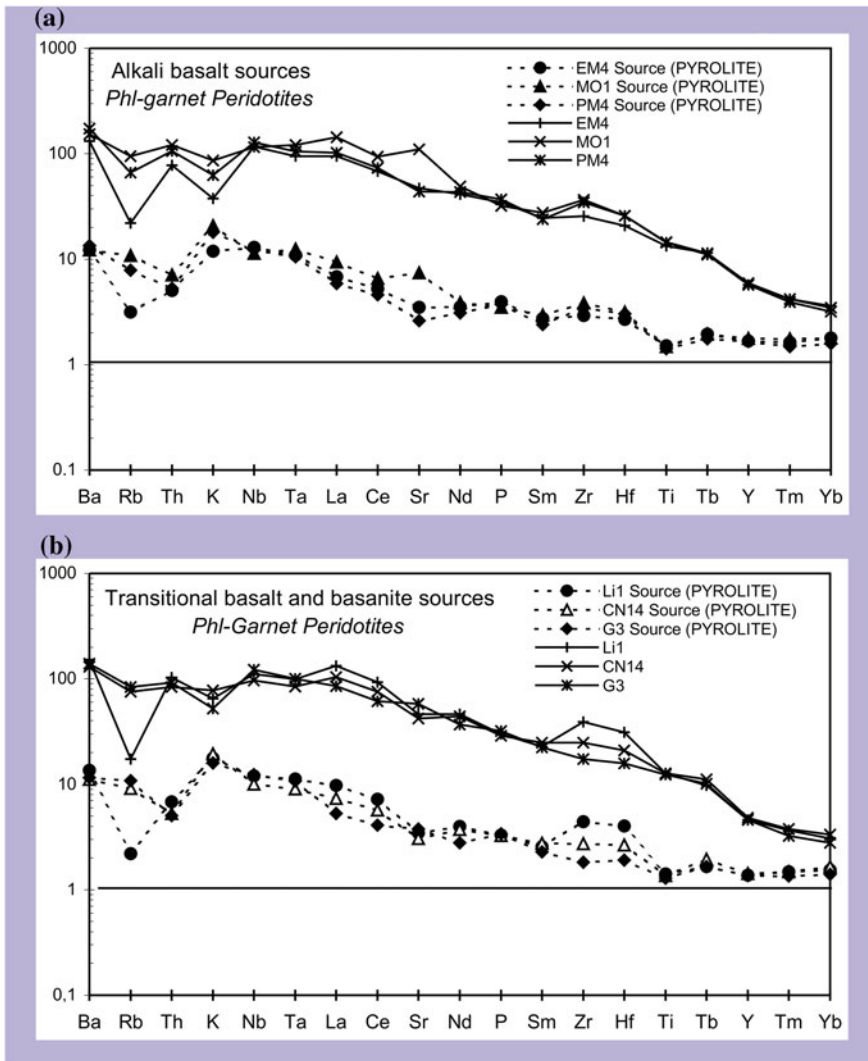 (a)
1000
100
10
1
0.1
Alkali basalt sources
Phl-garnet Peridotites
EM4 Source (PYROLITE)
MO1 Source (PYROLITE)
PM4 Source (PYROLITE)
EM4
MO1
PM4
Ba Rb Th K Nb Ta La Ce Sr Nd P Sm Zr Hf Ti Tb Y Tm Yb
(b)
1000
100
10
1
0,1
Transitional basalt and basanite sources
Phl-Garnet Peridotites
Li1 Source (PYROLITE)
CN14 Source (PYROLITE)
G3 Source (PYROLITE)
Li1
CN14
G3
Ba Rb Th K Nb Ta La Ce Sr Nd P Sm Zr Hf Ti Tb Y Tm Yb